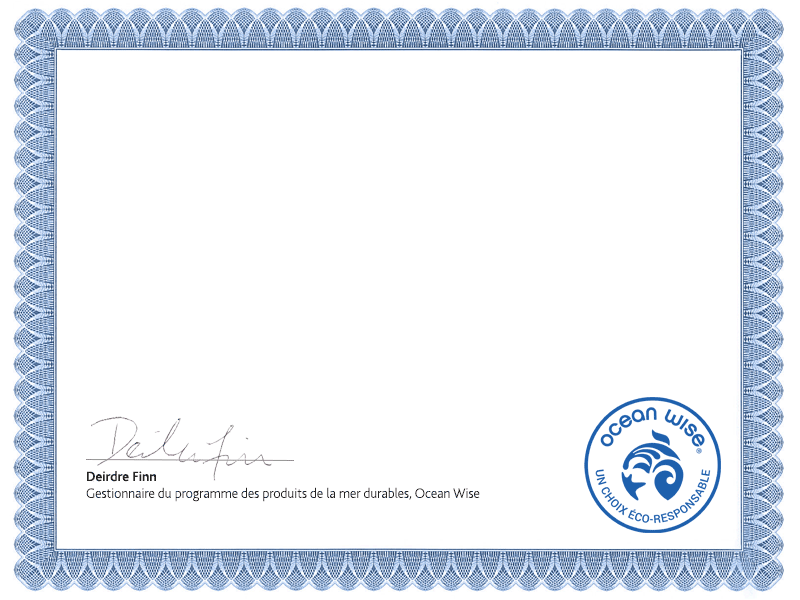 Deirdre Finn
Deirdre Finn
Gestionnaire du programme des produits de la mer durables, Ocean Wise
ocean wise®
UN CHOIX ÉCO-RESPONSABLE